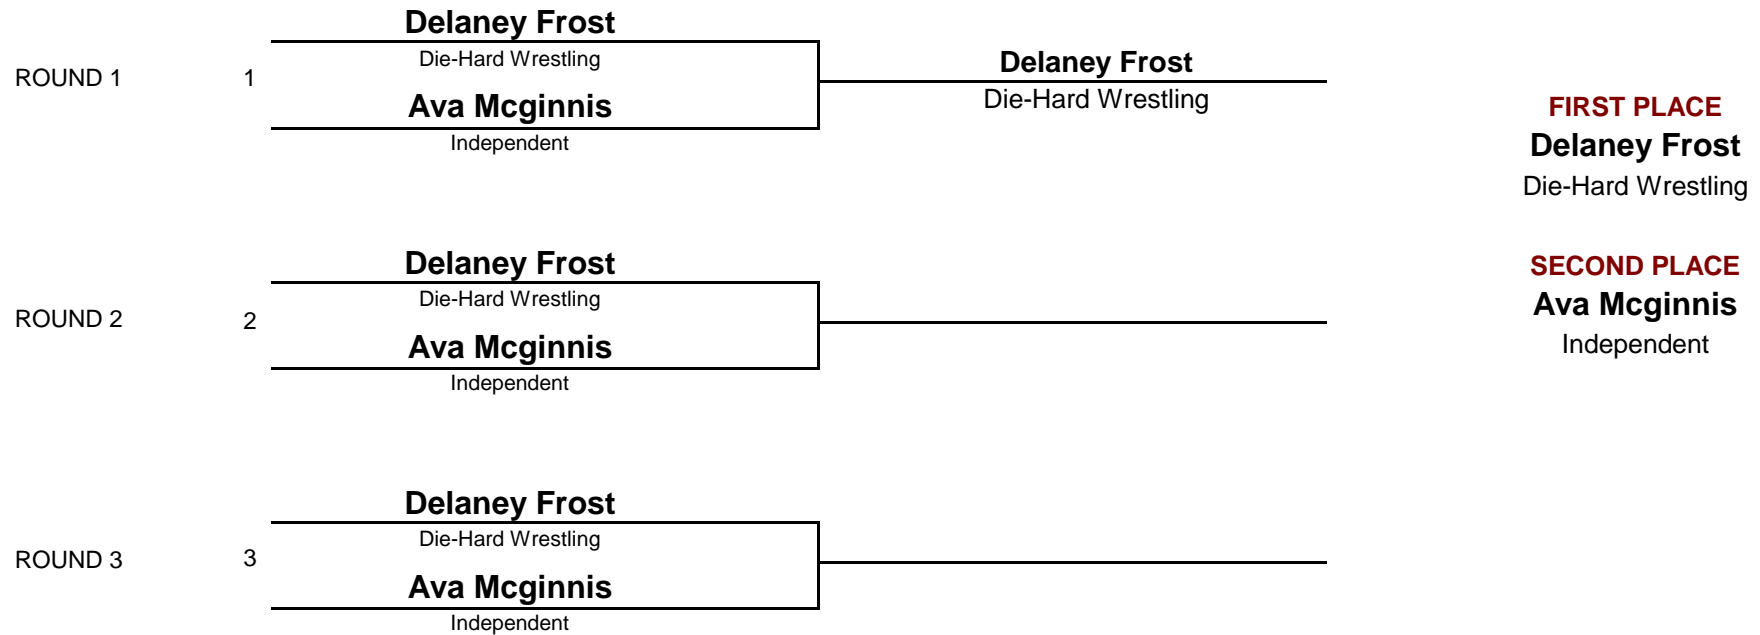 ROUND 1
1
Delaney Frost
Die-Hard Wrestling
Ava Mcginnis
Independent
Delaney Frost
Die-Hard Wrestling
FIRST PLACE
Delaney Frost
Die-Hard Wrestling
SECOND PLACE
Ava Mcginnis
Independent
ROUND 2
2
Delaney Frost
Die-Hard Wrestling
Ava Mcginnis
Independent
ROUND 3
3
Delaney Frost
Die-Hard Wrestling
Ava Mcginnis
Independent